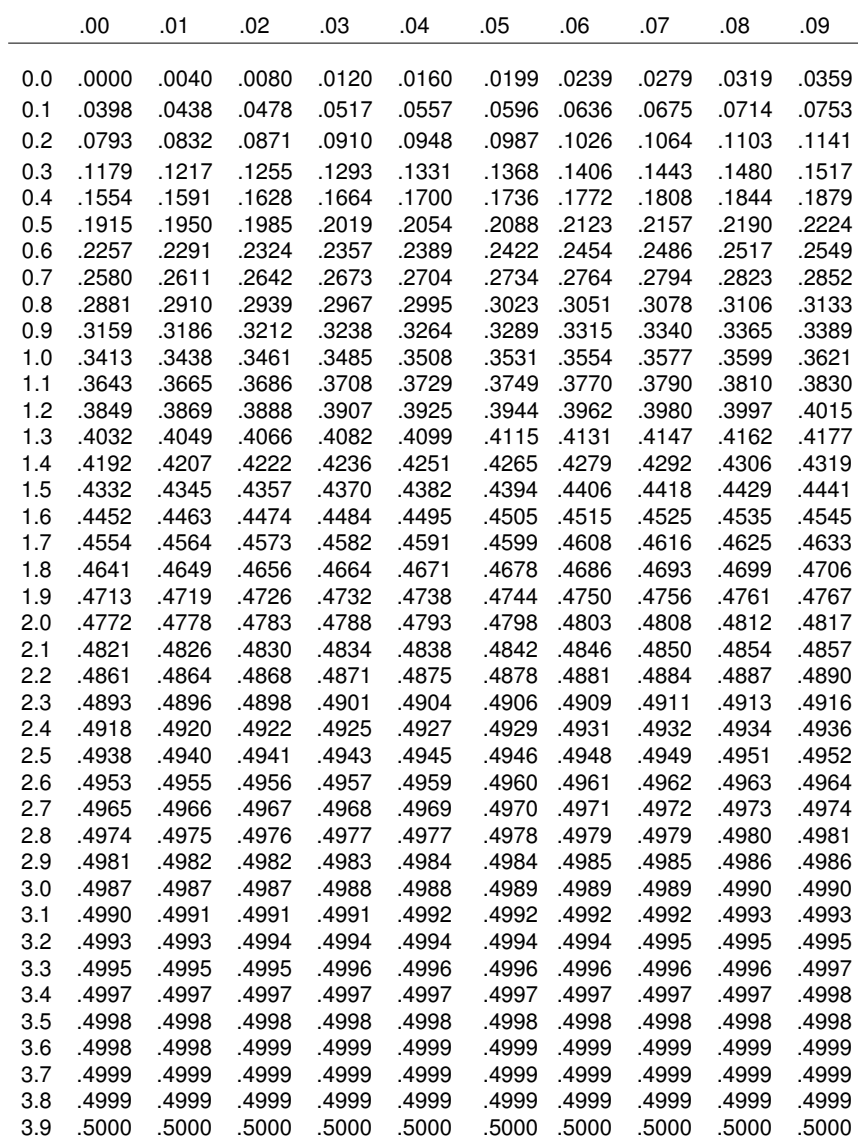 .00 .01 .02 .03 .04 .05 .06 .07 .08 .09
0.0 .0000 .0040 .0080 .0120 .0160 .0199 .0239 .0279 .0319 .0359
0.1 .0398 .0438 .0478 .0517 .0557 .0596 .0636 .0675 .0714 .0753
0.2 .0793 .0832 .0871 .0910 .0948 .0987 .1026 .1064 .1103 .1141
0.3 .1179 .1217 .1255 .1293 .1331 .1368 .1406 .1443 .1480 .1517
0.4 .1554 .1591 .1628 .1664 .1700 .1736 .1772 .1808 .1844 .1879
0.5 .1915 .1950 .1985 .2019 .2054 .2088 .2123 .2157 .2190 .2224
0.6 .2257 .2291 .2324 .2357 .2389 .2422 .2454 .2486 .2517 .2549
0.7 .2580 .2611 .2642 .2673 .2704 .2734 .2764 .2794 .2823 .2852
0.8 .2881 .2910 .2939 .2967 .2995 .3023 .3051 .3078 .3106 .3133
0.9 .3159 .3186 .3212 .3238 .3264 .3289 .3315 .3340 .3365 .3389
1.0 .3413 .3438 .3461 .3485 .3508 .3531 .3554 .3577 .3599 .3621
1.1 .3643 .3665 .3686 .3708 .3729 .3749 .3770 .3790 .3810 .3830
1.2 .3849 .3869 .3888 .3907 .3925 .3944 .3962 .3980 .3997 .4015
1.3 .4032 .4049 .4066 .4082 .4099 .4115 .4131 .4147 .4162 .4177
1.4 .4192 .4207 .4222 .4236 .4251 .4265 .4279 .4292 .4306 .4319
1.5 .4332 .4345 .4357 .4370 .4382 .4394 .4406 .4418 .4429 .4441
1.6 .4452 .4463 .4474 .4484 .4495 .4505 .4515 .4525 .4535 .4545
1.7 .4554 .4564 .4573 .4582 .4591 .4599 .4608 .4616 .4625 .4633
1.8 .4641 .4649 .4656 .4664 .4671 .4678 .4686 .4693 .4699 .4706
1.9 .4713 .4719 .4726 .4732 .4738 .4744 .4750 .4756 .4761 .4767
2.0 .4772 .4778 .4783 .4788 .4793 .4798 .4803 .4808 .4812 .4817
2.1 .4821 .4826 .4830 .4834 .4838 .4842 .4846 .4850 .4854 .4857
2.2 .4861 .4864 .4868 .4871 .4875 .4878 .4881 .4884 .4887 .4890
2.3 .4893 .4896 .4898 .4901 .4904 .4906 .4909 .4911 .4913 .4916
2.4 .4918 .4920 .4922 .4925 .4927 .4929 .4931 .4932 .4934 .4936
2.5 .4938 .4940 .4941 .4943 .4945 .4946 .4948 .4949 .4951 .4952
2.6 .4953 .4955 .4956 .4957 .4959 .4960 .4961 .4962 .4963 .4964
2.7 .4965 .4966 .4967 .4968 .4969 .4970 .4971 .4972 .4973 .4974
2.8 .4974 .4975 .4976 .4977 .4977 .4978 .4979 .4979 .4980 .4981
2.9 .4981 .4982 .4982 .4983 .4984 .4984 .4985 .4985 .4986 .4986
3.0 .4987 .4987 .4987 .4988 .4988 .4989 .4989 .4989 .4990 .4990
3.1 .4990 .4991 .4991 .4991 .4992 .4992 .4992 .4992 .4993 .4993
3.2 .4993 .4993 .4994 .4994 .4994 .4994 .4994 .4995 .4995 .4995
3.3 .4995 .4995 .4995 .4996 .4996 .4996 .4996 .4996 .4996 .4997
3.4 .4997 .4997 .4997 .4997 .4997 .4997 .4997 .4997 .4997 .4998
3.5 .4998 .4998 .4998 .4998 .4998 .4998 .4998 .4998 .4998 .4998
3.6 .4998 .4998 .4999 .4999 .4999 .4999 .4999 .4999 .4999 .4999
3.7 .4999 .4999 .4999 .4999 .4999 .4999 .4999 .4999 .4999 .4999
3.8 .4999 .4999 .4999 .4999 .4999 .4999 .4999 .4999 .4999 .4999
3.9 .5000 .5000 .5000 .5000 .5000 .5000 .5000 .5000 .5000 .5000